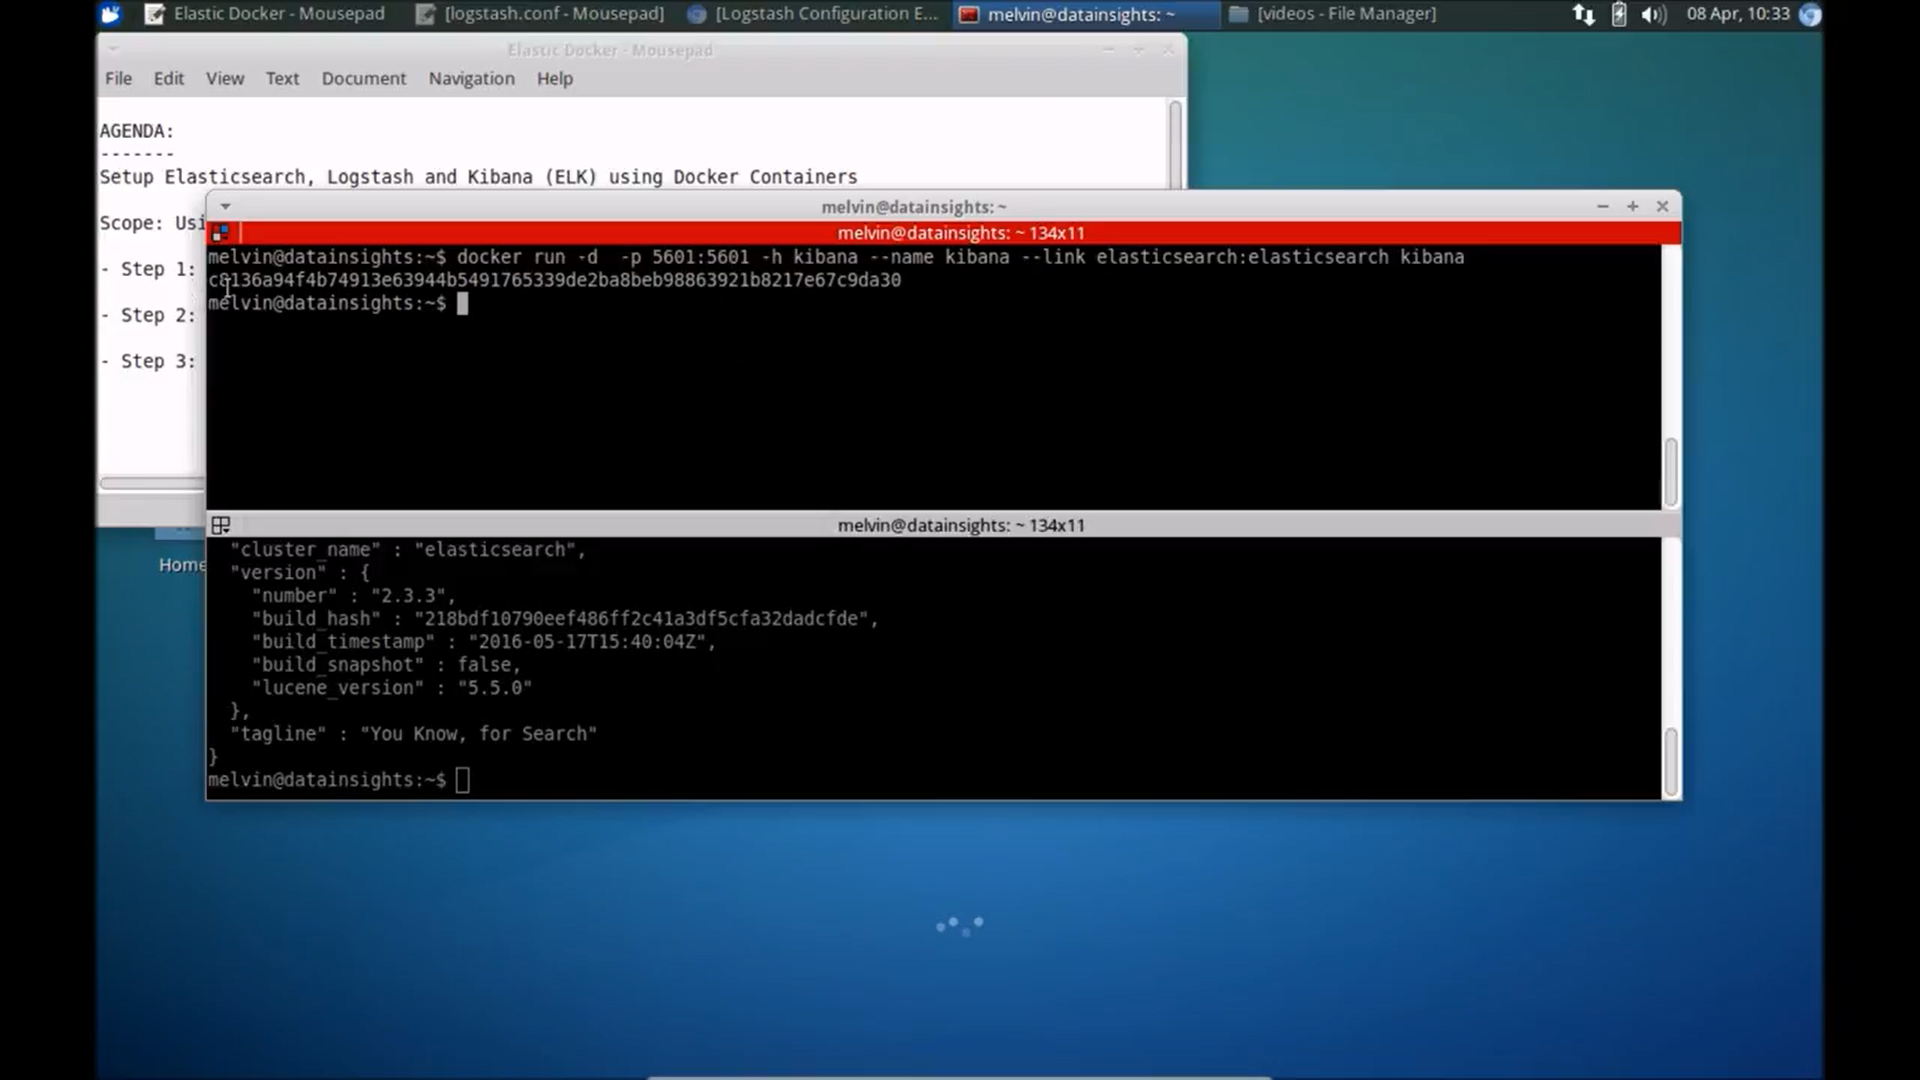 Elastic Docker - Mousepad
[logstash.conf - Mousepad]
[Logstash Configuration E...
melvin@datainsights: ~
[videos - File Manager]
08 Apr, 10:33
Elastic Docker - Mousepad
File Edit View Text Document Navigation Help
AGENDA:
-------
Setup Elasticsearch, Logstash and Kibana (ELK) using Docker Containers
Scope: Usi
- Step 1:
- Step 2:
- Step 3:
Home
melvin@datainsights: ~
melvin@datainsights: ~ 134x11
melvin@datainsights:~$ docker run -d  -p 5601:5601 -h kibana --name kibana --link elasticsearch:elasticsearch kibana
c8136a94f4b74913e63944b5491765339de2ba8beb98863921b8217e67c9da30
melvin@datainsights:~$
melvin@datainsights: ~ 134x11
"cluster_name" : "elasticsearch",
"version" : {
"number" : "2.3.3",
"build_hash" : "218bdf10790eef486ff2c41a3df5cfa32dadcfde",
"build_timestamp" : "2016-05-17T15:40:04Z",
"build_snapshot" : false,
"lucene_version" : "5.5.0"
},
"tagline" : "You Know, for Search"
}
melvin@datainsights:~$